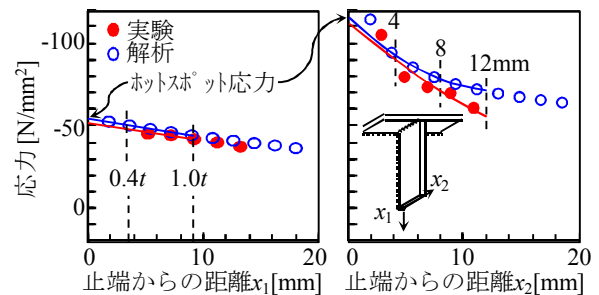 -100
-50
0
応力[N/mm²]
実験
解析
ホットスポット応力
0.4t
1.0t
0
10
20
止端からの距離x₁[mm]
4
8
12mm
x₂
x₁
0
10
20
止端からの距離x₂[mm]